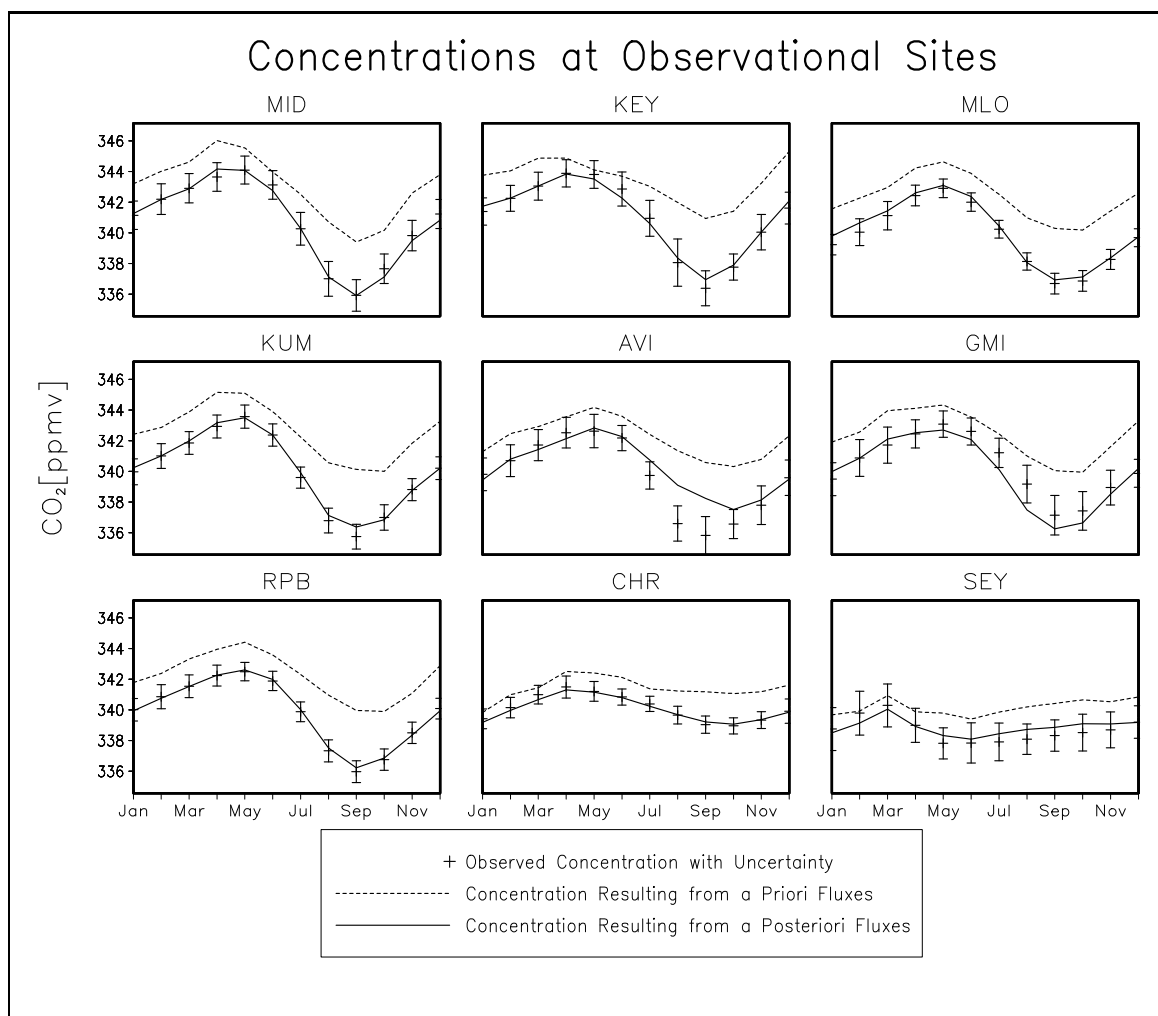 Concentrations at Observational Sites
MID KEY MLO
346
344
342
340
338
336
KUM AVI GMI
CO₂[ppmv]
346
344
342
340
338
336
RPB CHR SEY
346
344
342
340
338
336
Jan Mar May Jul Sep Nov Jan Mar May Jul Sep Nov Jan Mar May Jul Sep Nov
+ Observed Concentration with Uncertainty
Concentration Resulting from a Priori Fluxes
Concentration Resulting from a Posteriori Fluxes